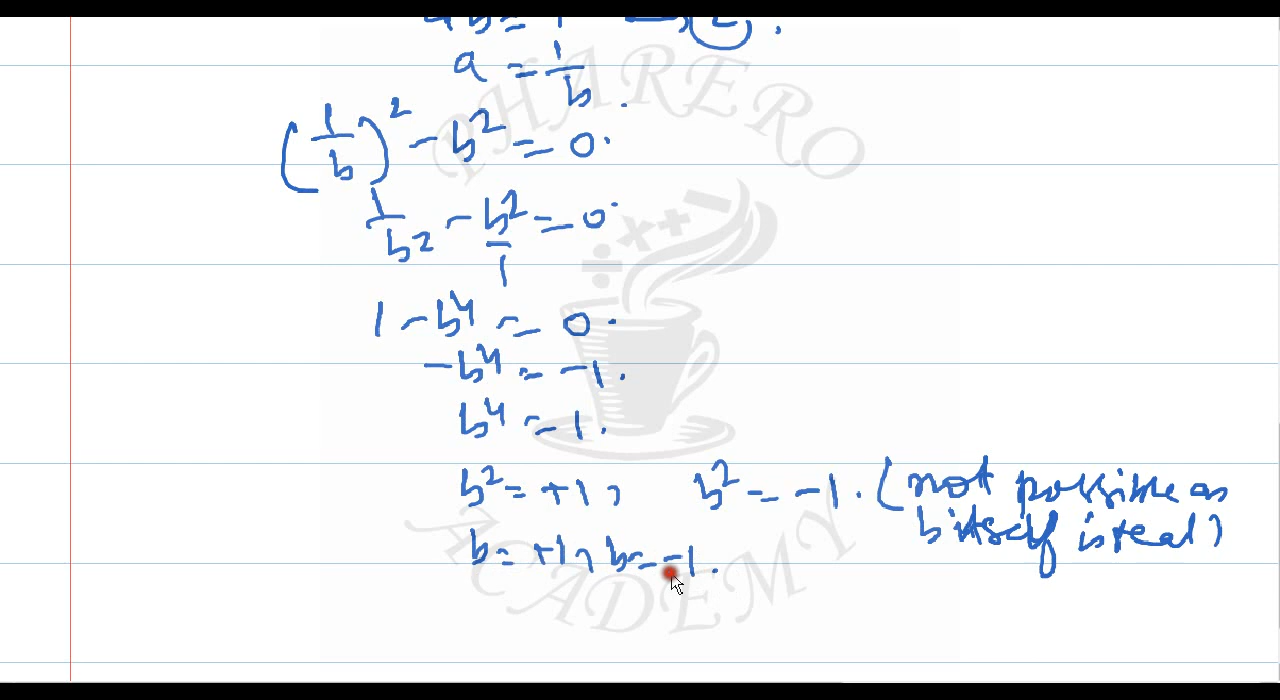 a = 1/b.
(1/b)² - b² = 0.
1/b² - b²/1 = 0.
1 - b⁴ = 0.
-b⁴ = -1.
b⁴ = 1.
b² = +1, b² = -1. (not possible as
b itself is real)
b = +1, b = -1.
PHARERO
ACADEMY